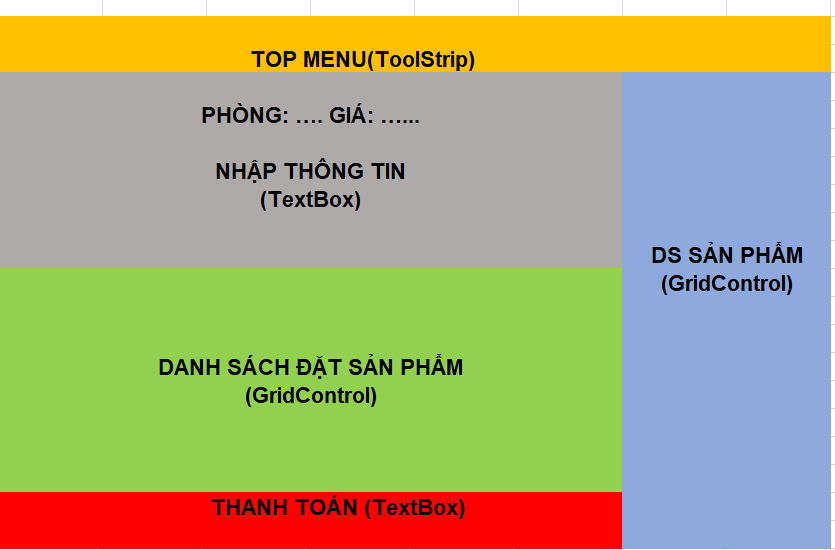 TOP MENU(ToolStrip)
PHÒNG: …. GIÁ: …...
NHẬP THÔNG TIN
(TextBox)
DS SẢN PHẨM
(GridControl)
DANH SÁCH ĐẶT SẢN PHẨM
(GridControl)
THANH TOÁN (TextBox)